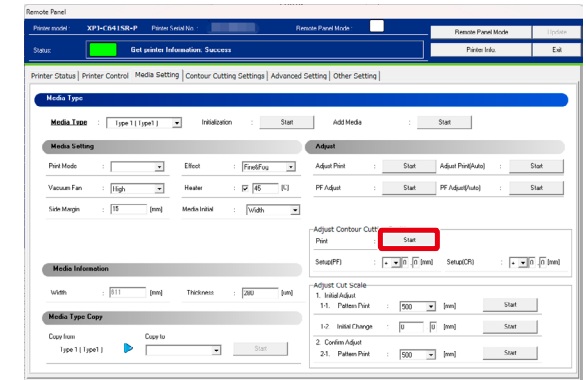 Remote Panel
Printer model : XPJ-C641SR-P Printer Serial No. : Remote Panel Mode : Remote Panel Mode Update
Status: Get printer Information. Success Printer Info. Exit
Printer Status | Printer Control | Media Setting | Contour Cutting Settings | Advanced Setting | Other Setting
Media Type
Media Type : Type 1 ( Type1 ) Initialization : Start Add Media : Start
Media Setting Adjust
Print Mode : Effect : Fine&Fog Adjust Print : Start Adjust Print(Auto) : Start
Vacuum Fan : High Heater : 45 [C] PF Adjust : Start PF Adjust(Auto) : Start
Side Margin : 15 [mm] Media Initial : Width
Adjust Contour Cutt
Print : Start
Setup(PF) : + 0 . 0 [mm] Setup(CR) : + 0 . 0 [mm]
Media Information
Adjust Cut Scale
1. Initial Adjust
Width : [mm] Thickness : 280 [um] 1-1. Pattern Print : 500 [mm] Start
Media Type Copy
1-2. Initial Change : 0 . 0 [mm] Start
Copy from Copy to 2. Confirm Adjust
Type 1 ( Type1 ) Start 2-1. Pattern Print : 500 [mm] Start